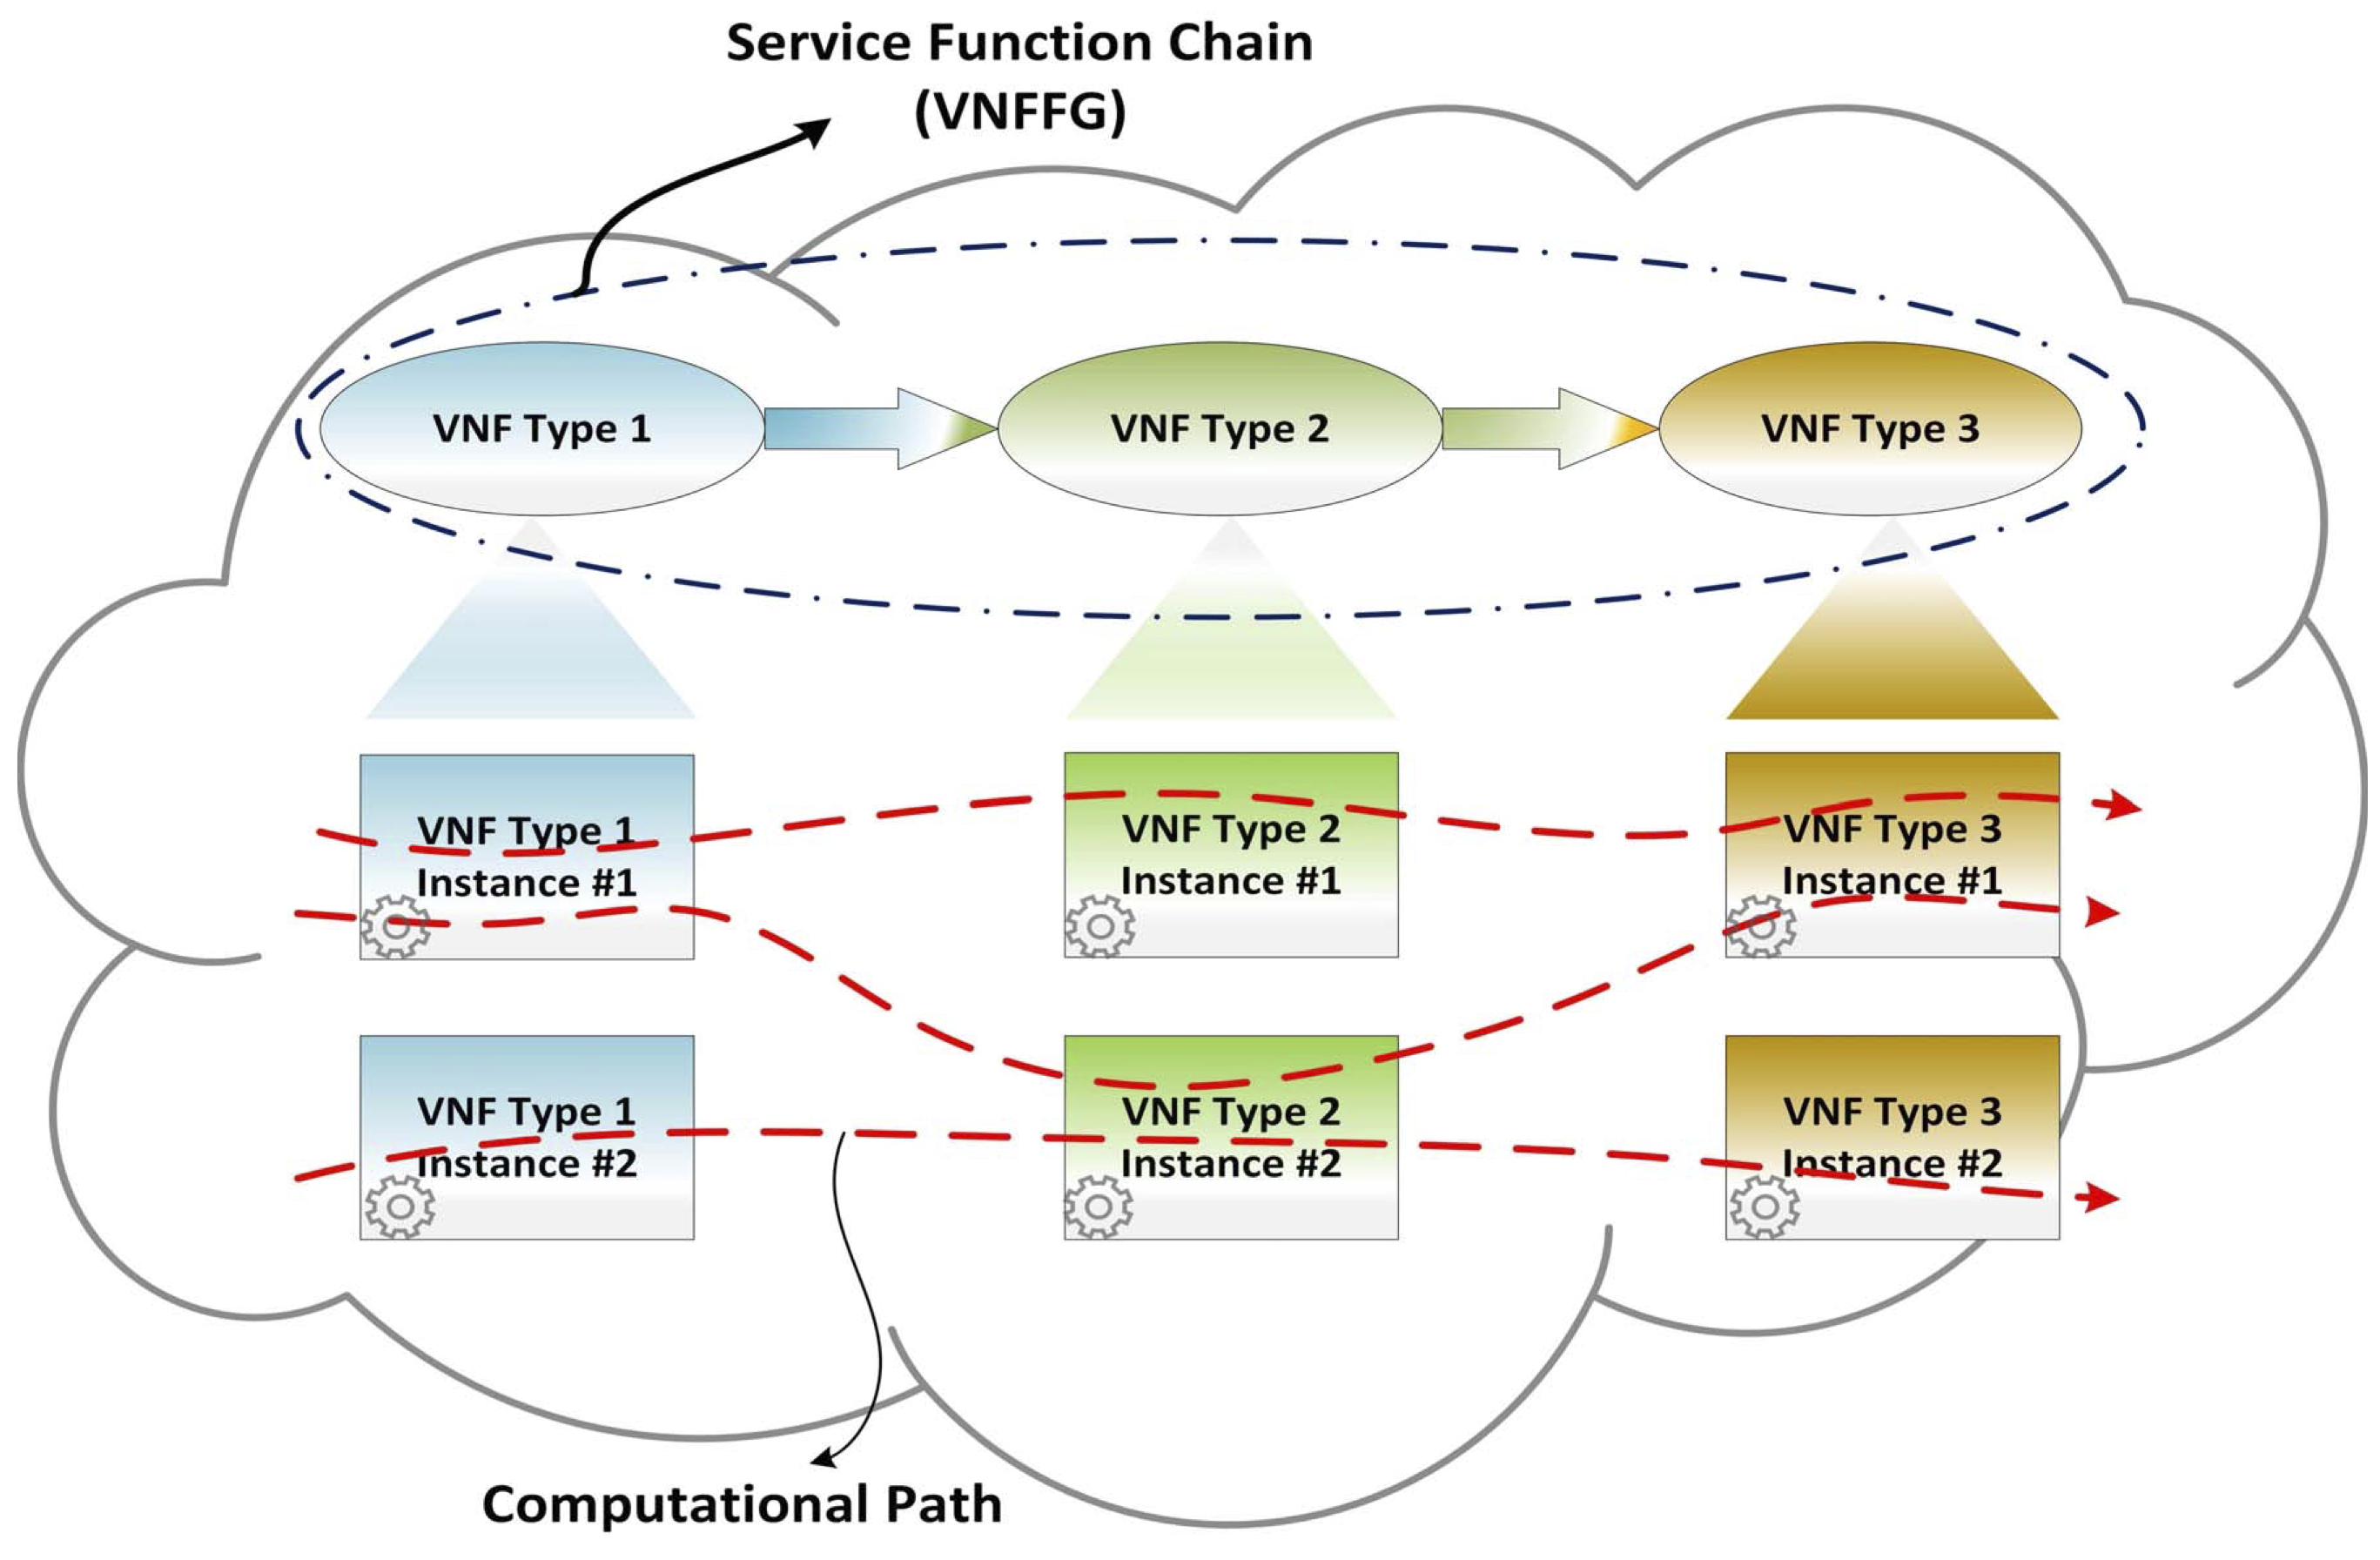 Service Function Chain
(VNFFG)
VNF Type 1
VNF Type 2
VNF Type 3
VNF Type 1
Instance #1
VNF Type 2
Instance #1
VNF Type 3
Instance #1
VNF Type 1
Instance #2
VNF Type 2
Instance #2
VNF Type 3
Instance #2
Computational Path